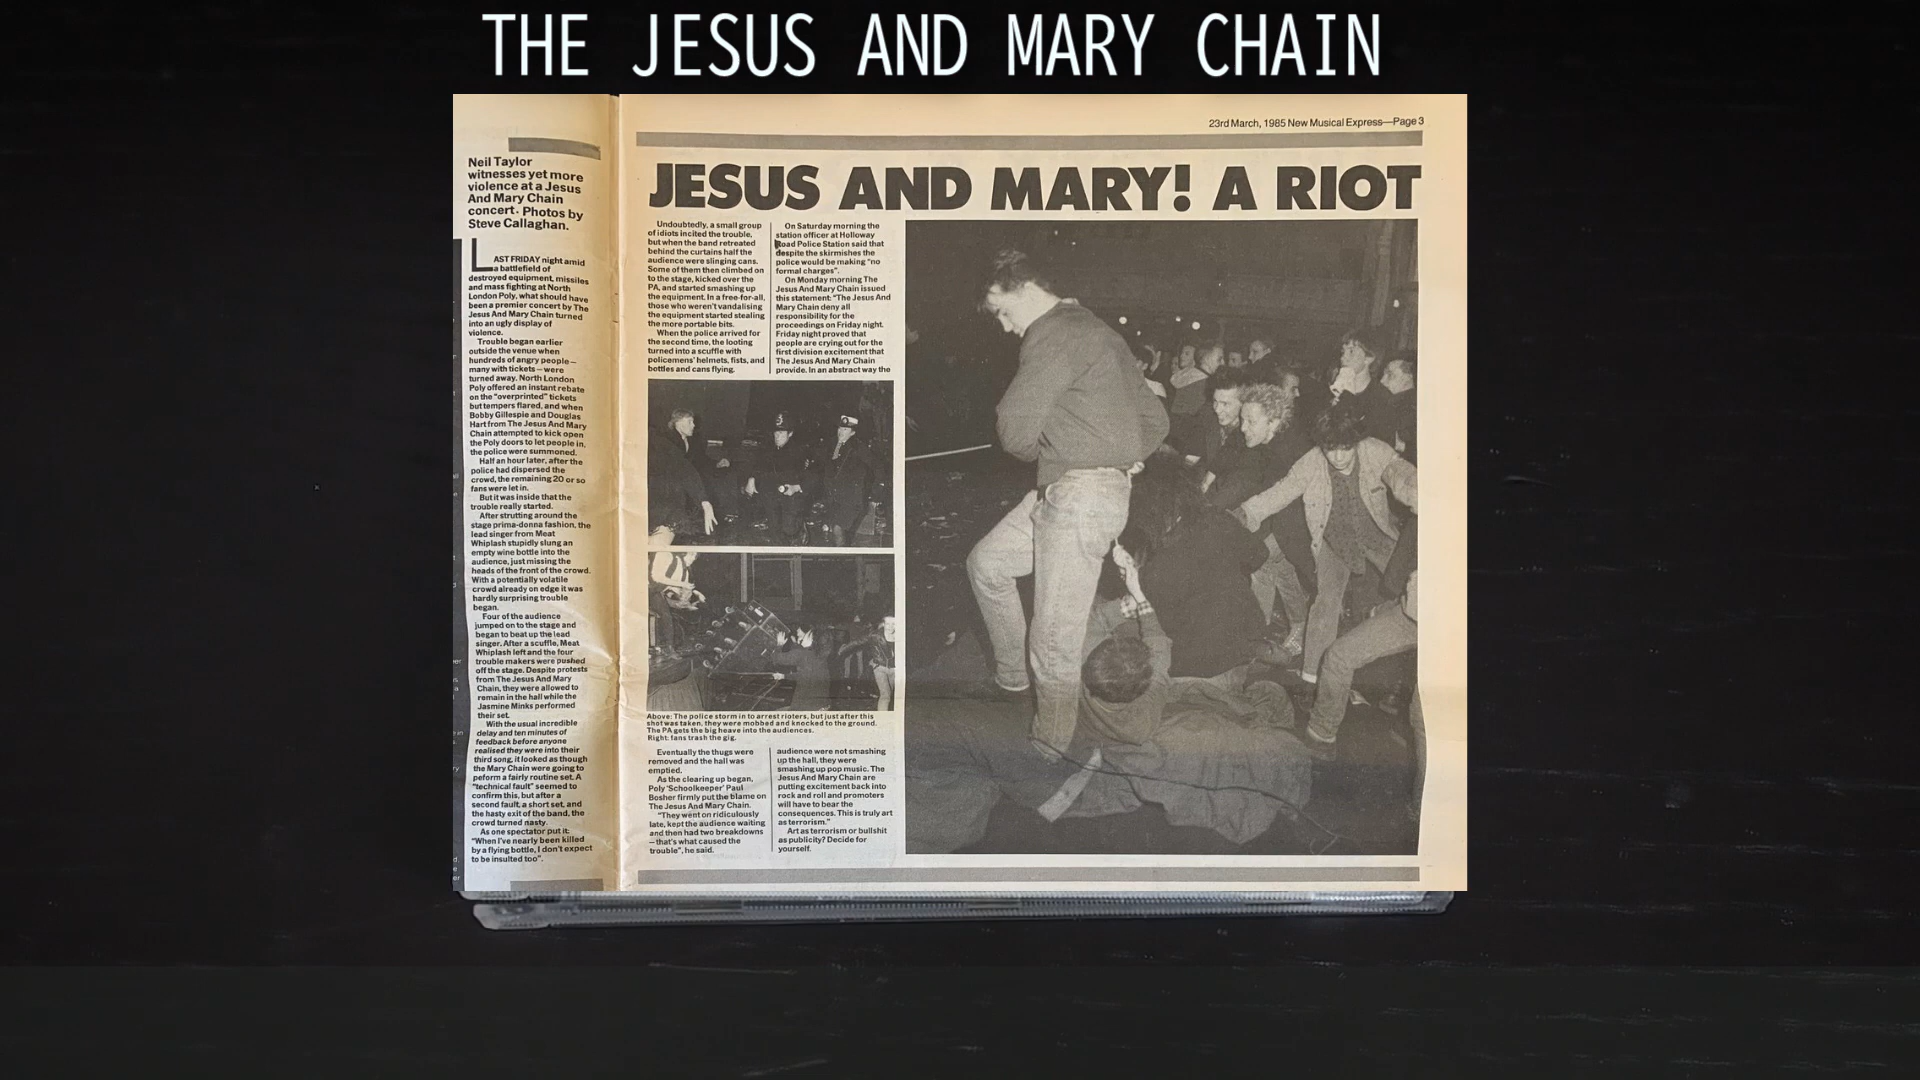 THE JESUS AND MARY CHAIN
23rd March, 1985 New Musical Express—Page 3
JESUS AND MARY! A RIOT
Neil Taylor
witnesses yet more
violence at a Jesus
And Mary Chain
concert. Photos by
Steve Callaghan.
LAST FRIDAY night amid
a battlefield of
destroyed equipment, missiles
and mass fighting at North
London Poly, what should have
been a premier concert by The
Jesus And Mary Chain turned
into an ugly display of
violence.
Trouble began earlier
outside the venue when
hundreds of angry people—
many with tickets—were
turned away. North London
Poly offered an instant rebate
on the "overprinted" tickets
but tempers flared, and when
Bobby Gillespie and Douglas
Hart from The Jesus And Mary
Chain attempted to kick open
the Poly doors to let people in,
the police were summoned.
Half an hour later, after the
police had dispersed the
crowd, the remaining 20 or so
fans were let in.
But it was inside that the
trouble really started.
After strutting around the
stage prima-donna fashion, the
lead singer from Meat
Whiplash stupidly slung an
empty wine bottle into the
audience, just missing the
heads of the front of the crowd.
With a potentially volatile
crowd already on edge it was
hardly surprising trouble
began.
Four of the audience
jumped on to the stage and
began to beat up the lead
singer. After a scuffle, Meat
Whiplash left and the four
trouble makers were pushed
off the stage. Despite protests
from The Jesus And Mary
Chain, they were allowed to
remain in the hall while the
Jasmine Minks performed
their set.
With the usual incredible
delay and ten minutes of
feedback before anyone
realised they were into their
third song, it looked as though
the Mary Chain were going to
peform a fairly routine set. A
"technical fault" seemed to
confirm this, but after a
second fault, a short set, and
the hasty exit of the band, the
crowd turned nasty.
As one spectator put it:
"When I've nearly been killed
by a flying bottle, I don't expect
to be insulted too".
Undoubtedly, a small group
of idiots incited the trouble,
but when the band retreated
behind the curtains half the
audience were slinging cans.
Some of them then climbed on
to the stage, kicked over the
PA, and started smashing up
the equipment. In a free-for-all,
those who weren't vandalising
the equipment started stealing
the more portable bits.
When the police arrived for
the second time, the looting
turned into a scuffle with
policemens' helmets, fists, and
bottles and cans flying.
On Saturday morning the
station officer at Holloway
Road Police Station said that
despite the skirmishes the
police would be making "no
formal charges".
On Monday morning The
Jesus And Mary Chain issued
this statement: "The Jesus And
Mary Chain deny all
responsibility for the
proceedings on Friday night.
Friday night proved that
people are crying out for the
first division excitement that
The Jesus And Mary Chain
provide. In an abstract way the
Above: The police storm in to arrest rioters, but just after this
shot was taken, they were mobbed and knocked to the ground.
The PA gets the big heave into the audiences.
Right: fans trash the gig.
Eventually the thugs were
removed and the hall was
emptied.
As the clearing up began,
Poly 'Schoolkeeper' Paul
Bosher firmly put the blame on
The Jesus And Mary Chain.
"They went on ridiculously
late, kept the audience waiting
and then had two breakdowns
—that's what caused the
trouble", he said.
audience were not smashing
up the hall, they were
smashing up pop music. The
Jesus And Mary Chain are
putting excitement back into
rock and roll and promoters
will have to bear the
consequences. This is truly art
as terrorism."
Art as terrorism or bullshit
as publicity? Decide for
yourself.